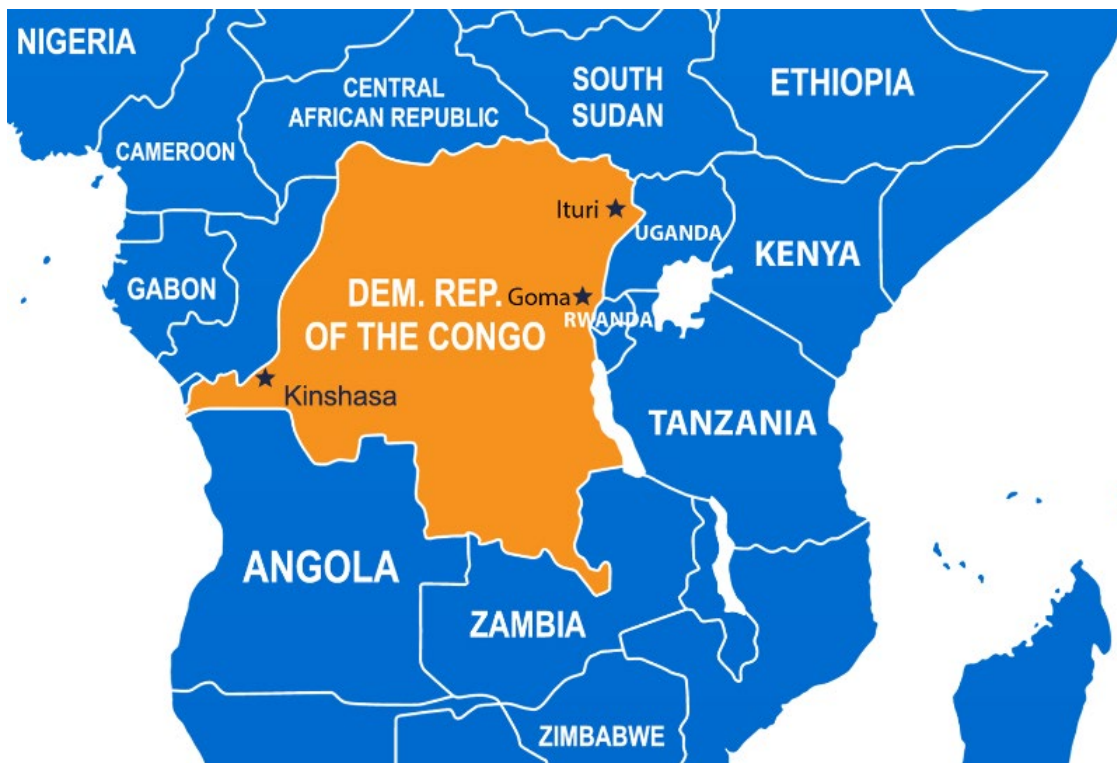 NIGERIA
CENTRAL
AFRICAN REPUBLIC
SOUTH
SUDAN
ETHIOPIA
CAMEROON
Ituri
UGANDA
KENYA
GABON
DEM. REP.
OF THE CONGO
Goma
RWANDA
Kinshasa
TANZANIA
ANGOLA
ZAMBIA
ZIMBABWE